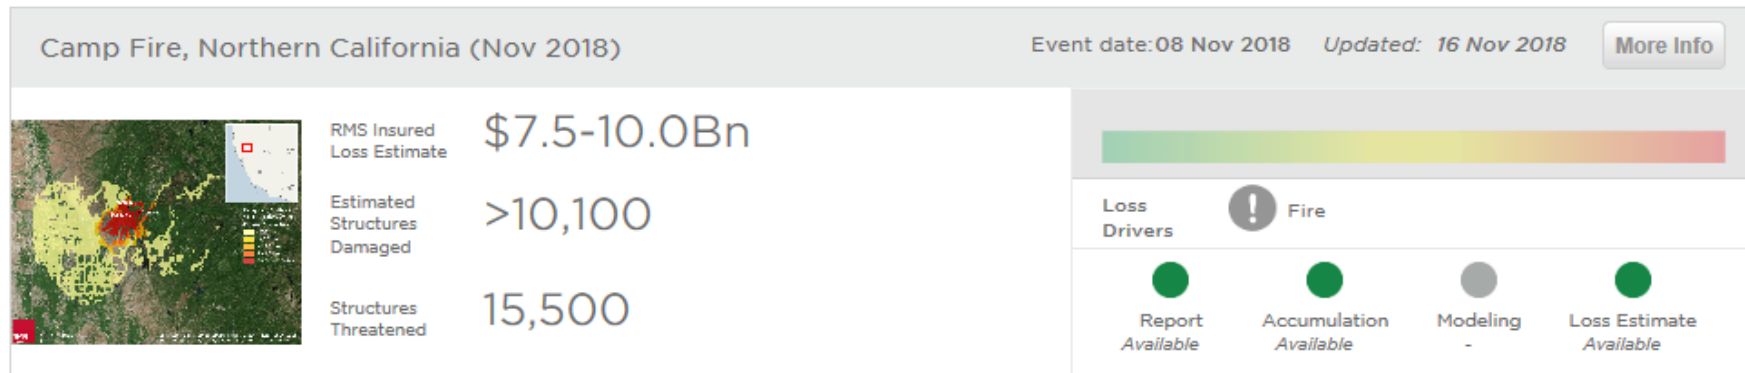 Camp Fire, Northern California (Nov 2018)
Event date: 08 Nov 2018 Updated: 16 Nov 2018 More Info
RMS Insured
Loss Estimate
$7.5-10.0Bn
Estimated
Structures
Damaged
>10,100
Structures
Threatened
15,500
Loss
Drivers
! Fire
Report
Available
Accumulation
Available
Modeling
-
Loss Estimate
Available